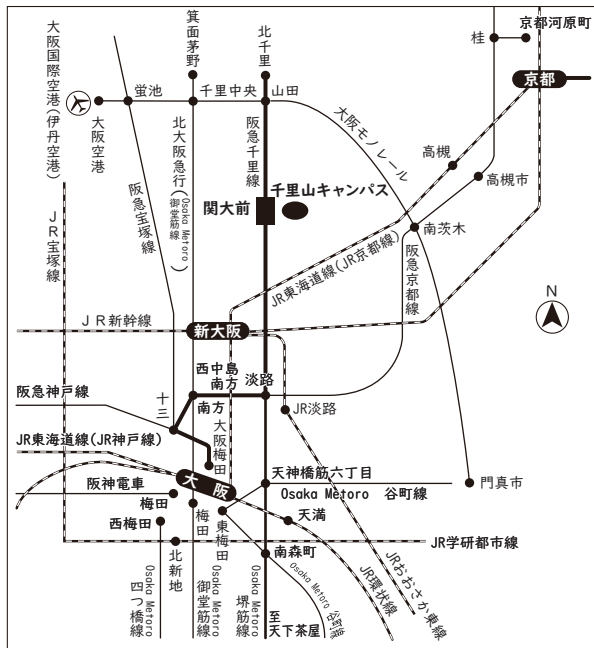 大阪国際空港(伊丹空港)
箕面茅野
北千里
桂
京都河原町
京都
蛍池
千里中央
山田
大阪空港
北大阪急行
Osaka Metoro
御堂筋線
阪急千里線
大阪モノレール
高槻
高槻市
阪急宝塚線
千里山キャンパス
関大前
南茨木
JR宝塚線
JR東海道線(JR京都線)
阪急京都線
N
JR新幹線
新大阪
西中島
南方
淡路
阪急神戸線
十三
南方
JR淡路
JR東海道線(JR神戸線)
大阪梅田
大阪
天神橋筋六丁目
門真市
阪神電車
梅田
Osaka Metoro 谷町線
西梅田
梅田
東梅田
天満
北新地
南森町
JR学研都市線
Osaka Metoro
四つ橋線
Osaka Metoro
御堂筋線
Osaka Metoro
堺筋線
至
天下茶屋
Osaka Metoro 谷町線
JR環状線
JRおおさか東線